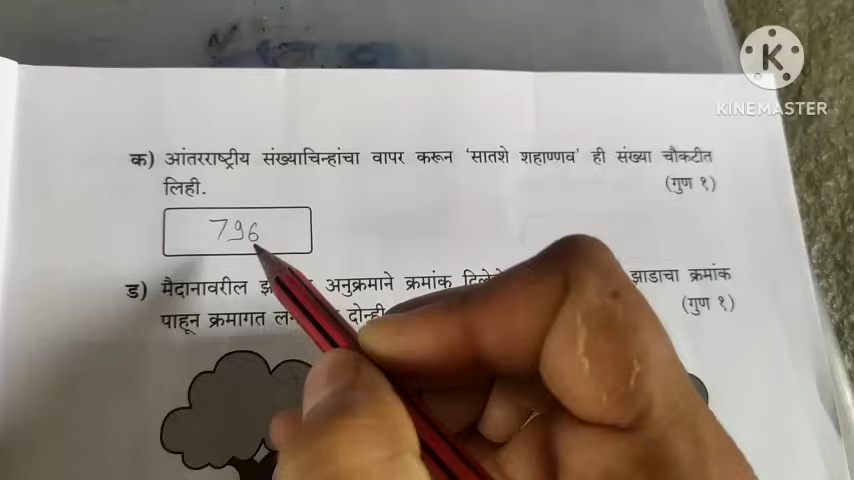 K
KINEMASTER
क) आंतरराष्ट्रीय संख्याचिन्हांचा वापर करून 'सातशे शहाण्णव' ही संख्या चौकटीत
लिही. (गुण १)
796
ड) मैदानावरील अनुक्रमाने क्रमांक झाडाचा क्रमांक
पाहून क्रमागत दोन्ही (गुण १)